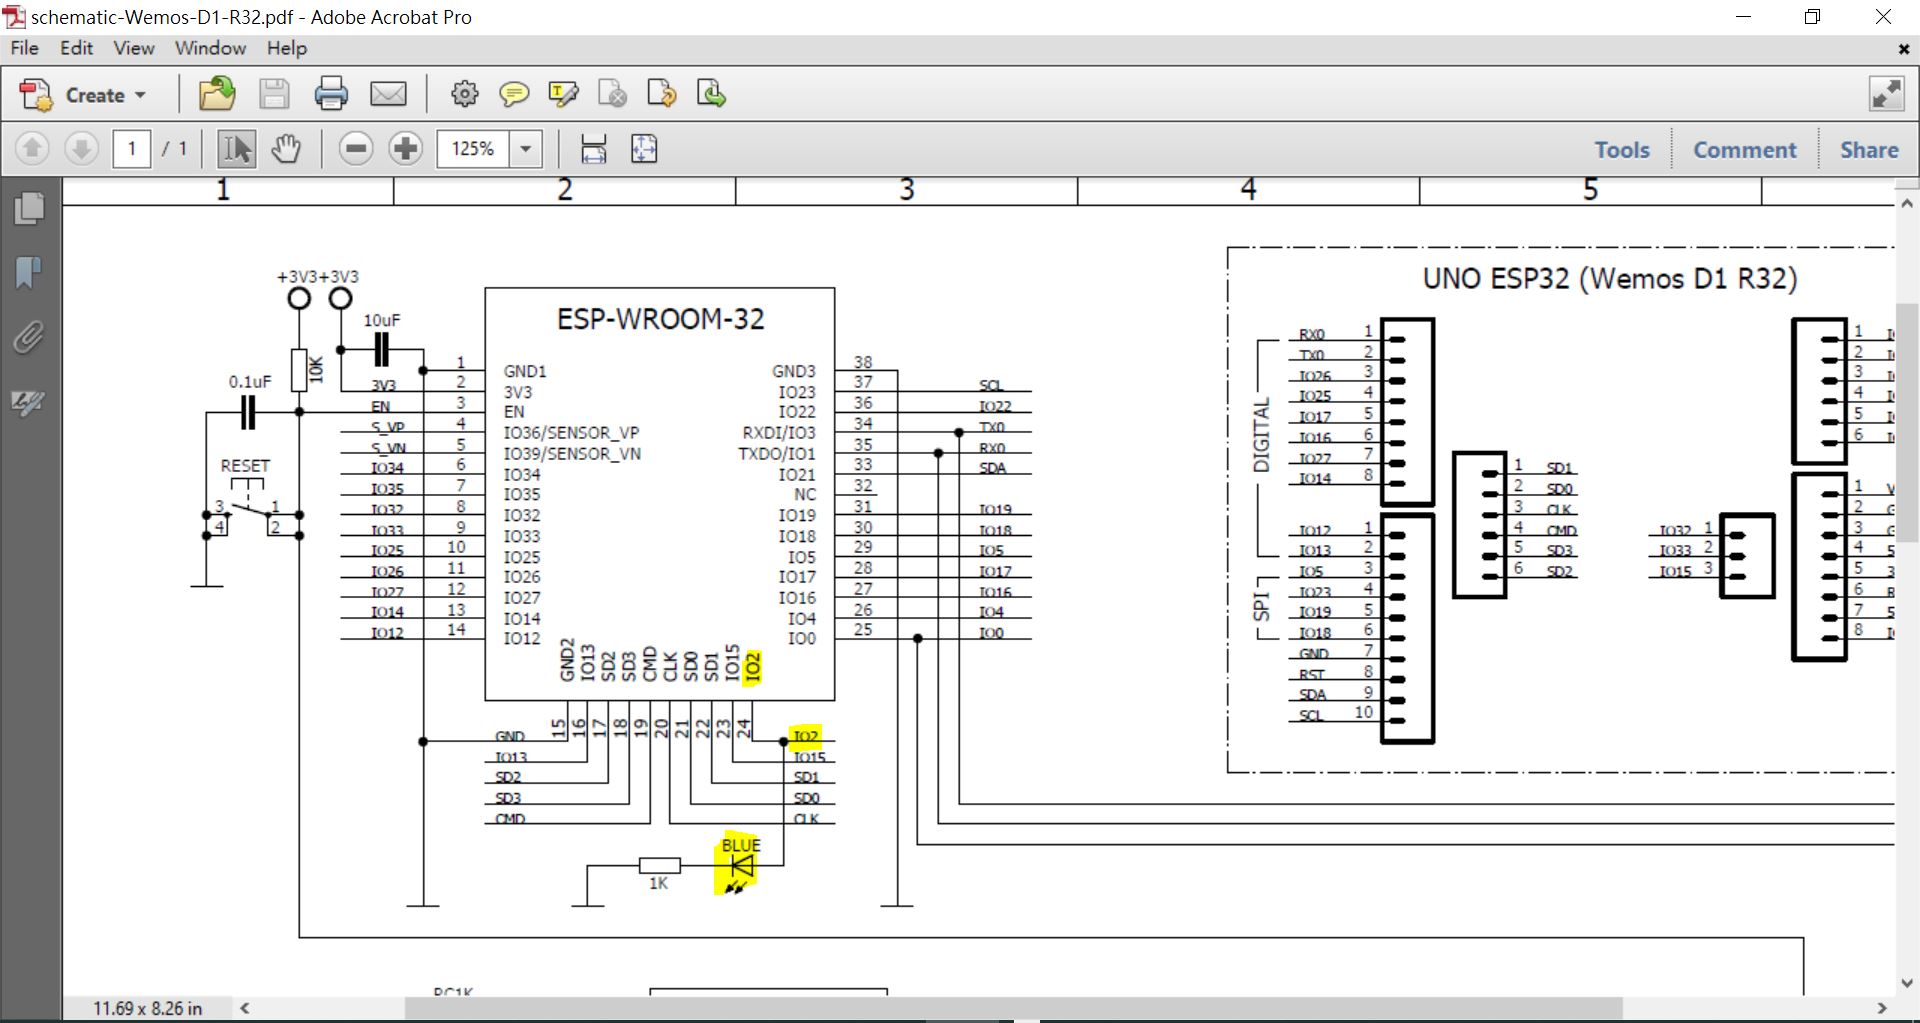 schematic-Wemos-D1-R32.pdf - Adobe Acrobat Pro
File Edit View Window Help
Create
1 / 1 125% Tools Comment Share
1 2 3 4 5
+3V3 +3V3
10uF
10K
0.1uF
RESET
3 1
4 2
ESP-WROOM-32
3V3
EN
S_VP
S_VN
IO34
IO35
IO32
IO33
IO25
IO26
IO27
IO14
IO12
1 GND1
2 3V3
3 EN
4 IO36/SENSOR_VP
5 IO39/SENSOR_VN
6 IO34
7 IO35
8 IO32
9 IO33
10 IO25
11 IO26
12 IO27
13 IO14
14 IO12
GND3 38
IO23 37 SCL
IO22 36 IO22
RXDI/IO3 34 TX0
TXDO/IO1 35 RX0
IO21 33 SDA
NC 32
IO19 31 IO19
IO18 30 IO18
IO5 29 IO5
IO17 28 IO17
IO16 27 IO16
IO4 26 IO4
IO0 25 IO0
GND2 IO13 SD2 SD3 CMD CLK SD0 SD1 IO15 IO2
15 16 17 18 19 20 21 22 23 24
GND IO2
IO13 IO15
SD2 SD1
SD3 SD0
CMD CLK
BLUE
1K
UNO ESP32 (Wemos D1 R32)
DIGITAL
RX0 1
TX0 2
IO26 3
IO25 4
IO17 5
IO16 6
IO27 7
IO14 8
IO12 1
IO13 2
SPI
IO5 3
IO23 4
IO19 5
IO18 6
GND 7
RST 8
SDA 9
SCL 10
1 SD1
2 SD0
3 CLK
4 CMD
5 SD3
6 SD2
IO32 1
IO33 2
IO15 3
1
2
3
4
5
6
1
2
3
4 5
5 3
6
7 5
8
11.69 x 8.26 in